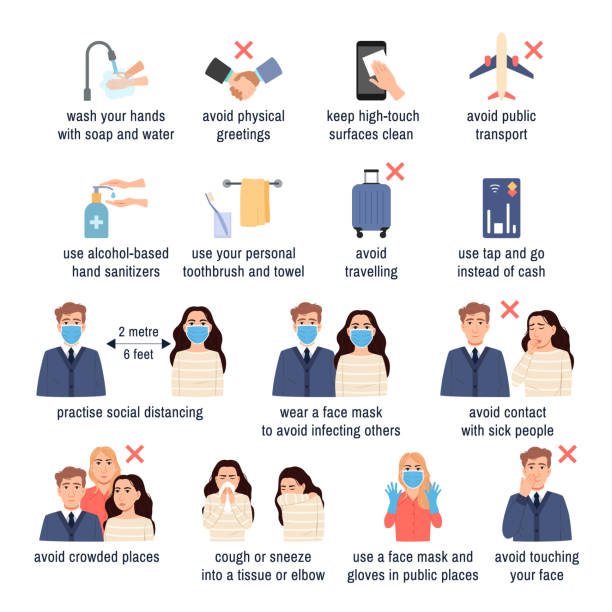 wash your hands
with soap and water
avoid physical
greetings
keep high-touch
surfaces clean
avoid public
transport
use alcohol-based
hand sanitizers
use your personal
toothbrush and towel
avoid
travelling
use tap and go
instead of cash
2 metre
6 feet
practise social distancing
wear a face mask
to avoid infecting others
avoid contact
with sick people
avoid crowded places
cough or sneeze
into a tissue or elbow
use a face mask and
gloves in public places
avoid touching
your face